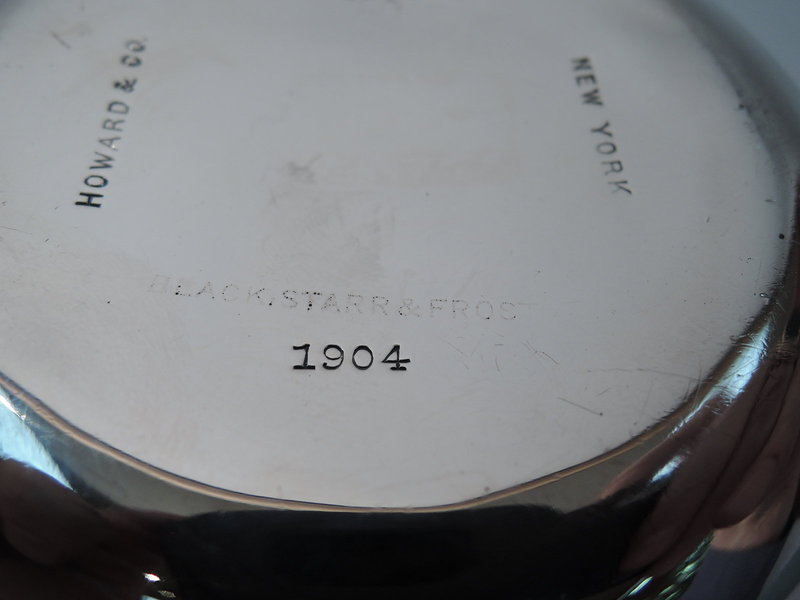 HOWARD & CO.
NEW YORK
BLACK, STARR & FROST
1904